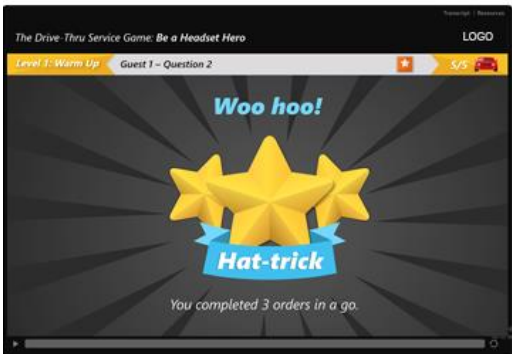 Transcript | Resources
The Drive-Thru Service Game: Be a Headset Hero
LOGO
Level 1: Warm Up
Guest 1 – Question 2
5/5
Woo hoo!
Hat-trick
You completed 3 orders in a go.